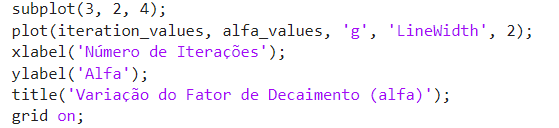 subplot(3, 2, 4);
plot(iteration_values, alfa_values, 'g', 'LineWidth', 2);
xlabel('Número de Iterações');
ylabel('Alfa');
title('Variação do Fator de Decaimento (alfa)');
grid on;